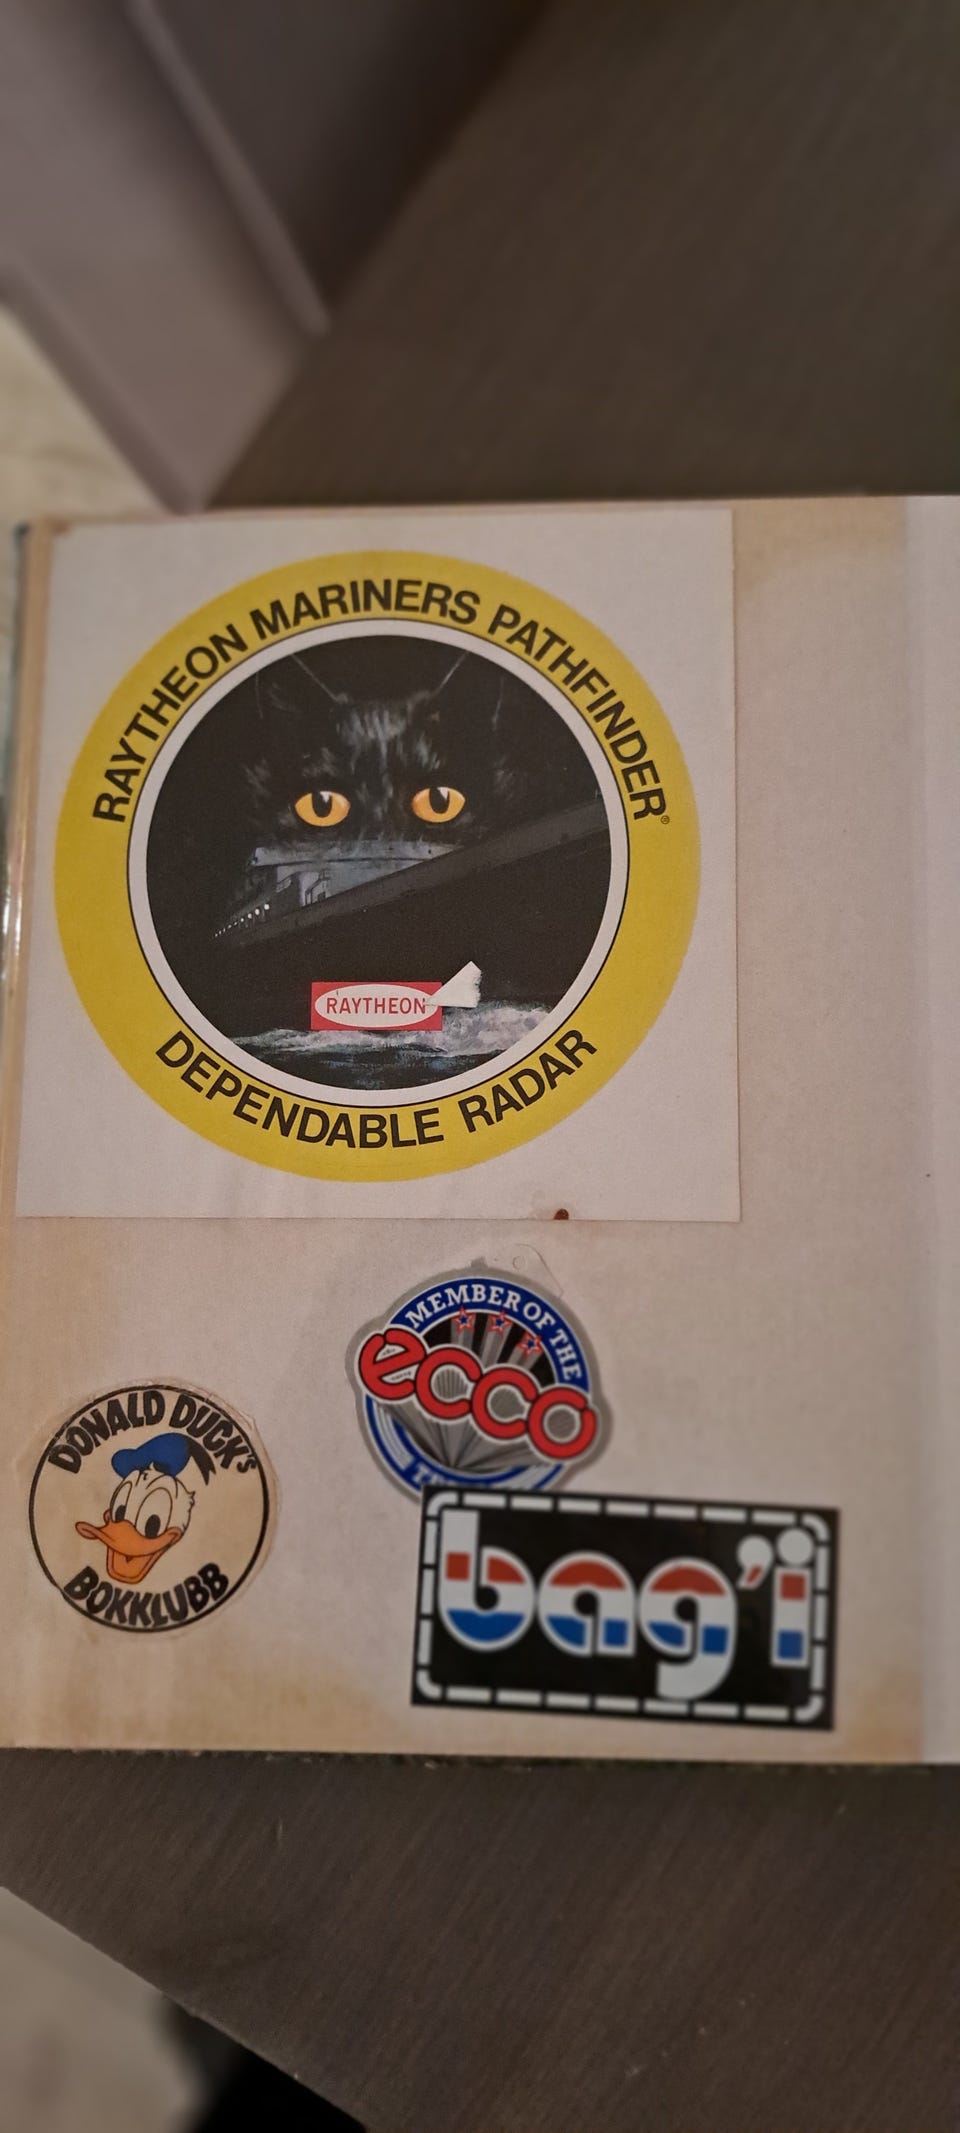 RAYTHEON MARINERS PATHFINDER®
RAYTHEON
DEPENDABLE RADAR
MEMBER OF THE
ecco
DONALD DUCK's
BOKKLUBB
bag'i